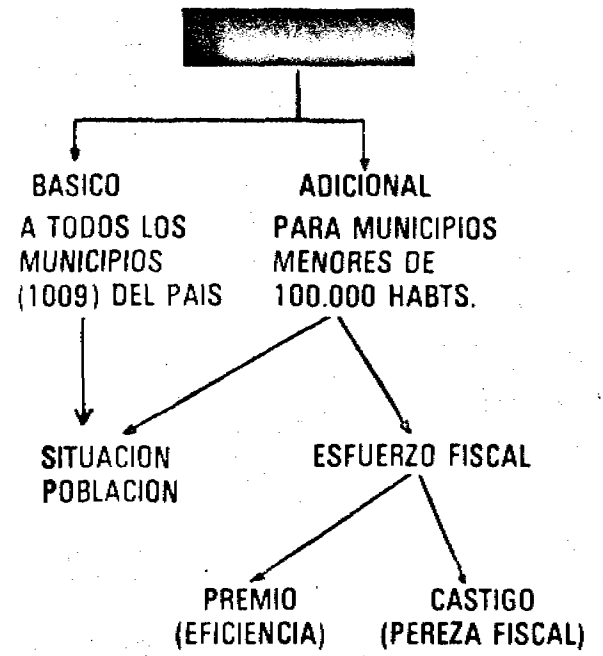 BASICO
A TODOS LOS
MUNICIPIOS
(1009) DEL PAIS
ADICIONAL
PARA MUNICIPIOS
MENORES DE
100.000 HABTS.
SITUACION
POBLACION
ESFUERZO FISCAL
PREMIO
(EFICIENCIA)
CASTIGO
(PEREZA FISCAL)